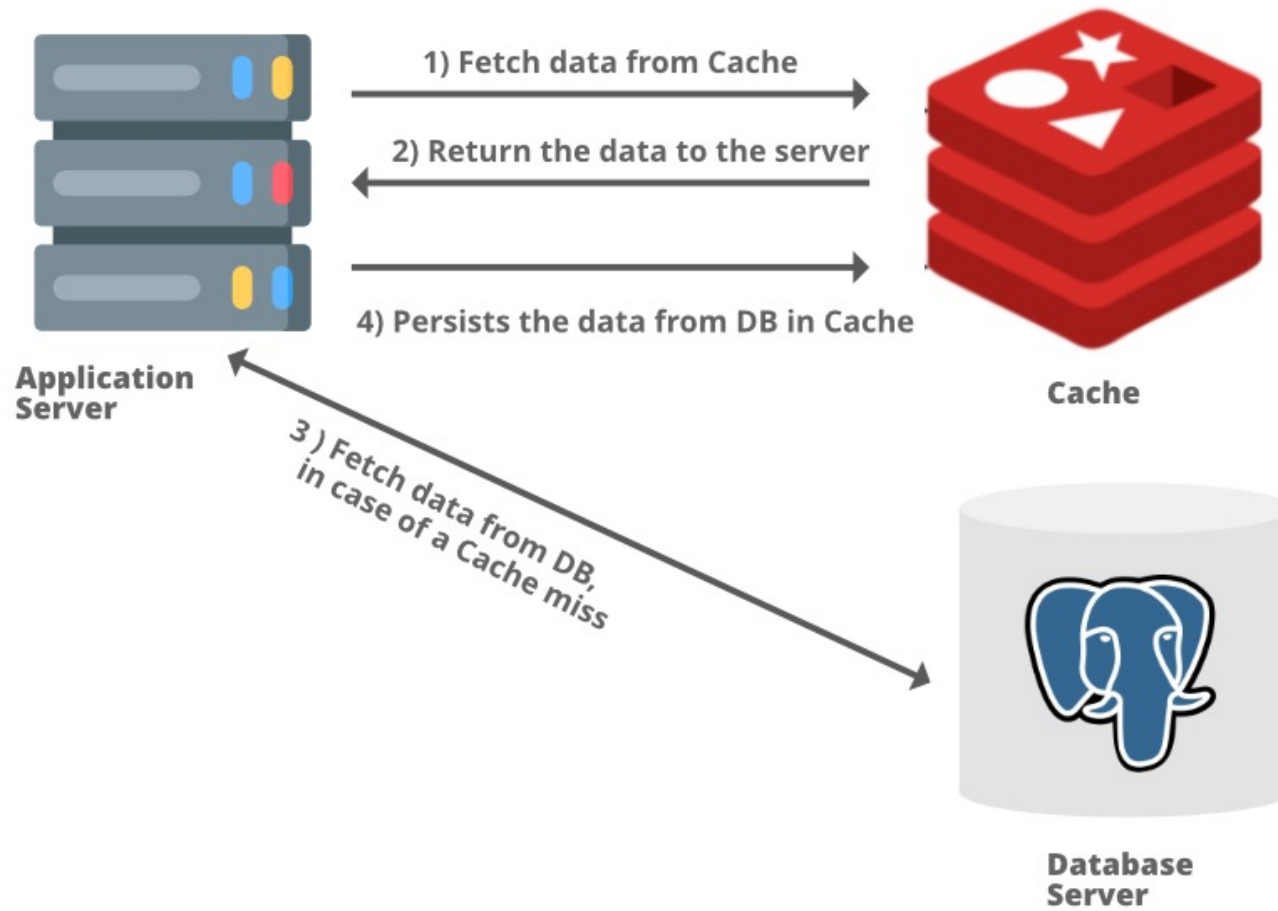 1) Fetch data from Cache
2) Return the data to the server
4) Persists the data from DB in Cache
Application
Server
Cache
3 ) Fetch data from DB,
in case of a Cache miss
Database
Server